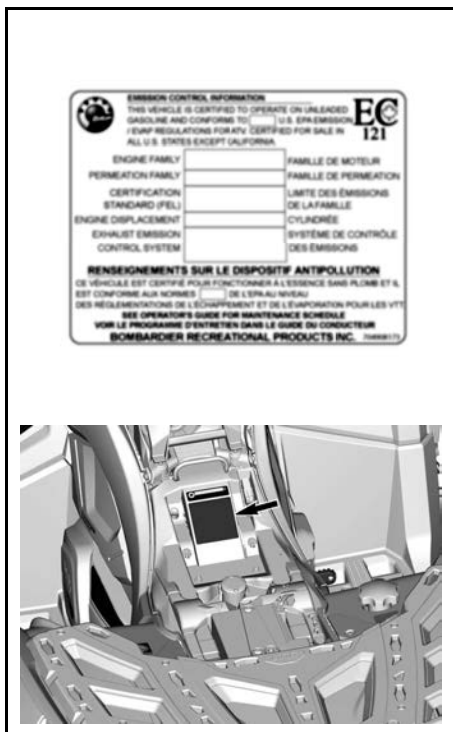 EMISSION CONTROL INFORMATION
THIS VEHICLE IS CERTIFIED TO OPERATE ON UNLEADED
GASOLINE AND CONFORMS TO U.S. EPA EMISSION
/ EVAP REGULATIONS FOR ATV. CERTIFIED FOR SALE IN
ALL U.S. STATES EXCEPT CALIFORNIA.
EC
121
ENGINE FAMILY FAMILLE DE MOTEUR
PERMEATION FAMILY FAMILLE DE PERMEATION
CERTIFICATION LIMITE DES ÉMISSIONS
STANDARD (FEL) DE LA FAMILLE
ENGINE DISPLACEMENT CYLINDRÉE
EXHAUST EMISSION SYSTÈME DE CONTRÔLE
CONTROL SYSTEM DES ÉMISSIONS
RENSEIGNEMENTS SUR LE DISPOSITIF ANTIPOLLUTION
CE VÉHICULE EST CERTIFIÉ POUR FONCTIONNER À L'ESSENCE SANS PLOMB ET IL
EST CONFORME AUX NORMES DE L'EPA AU NIVEAU
DES RÉGLEMENTATIONS DE L'ÉCHAPPEMENT ET DE L'ÉVAPORATION POUR LES VTT.
SEE OPERATOR'S GUIDE FOR MAINTENANCE SCHEDULE
VOIR LE PROGRAMME D'ENTRETIEN DANS LE GUIDE DU CONDUCTEUR
BOMBARDIER RECREATIONAL PRODUCTS INC.